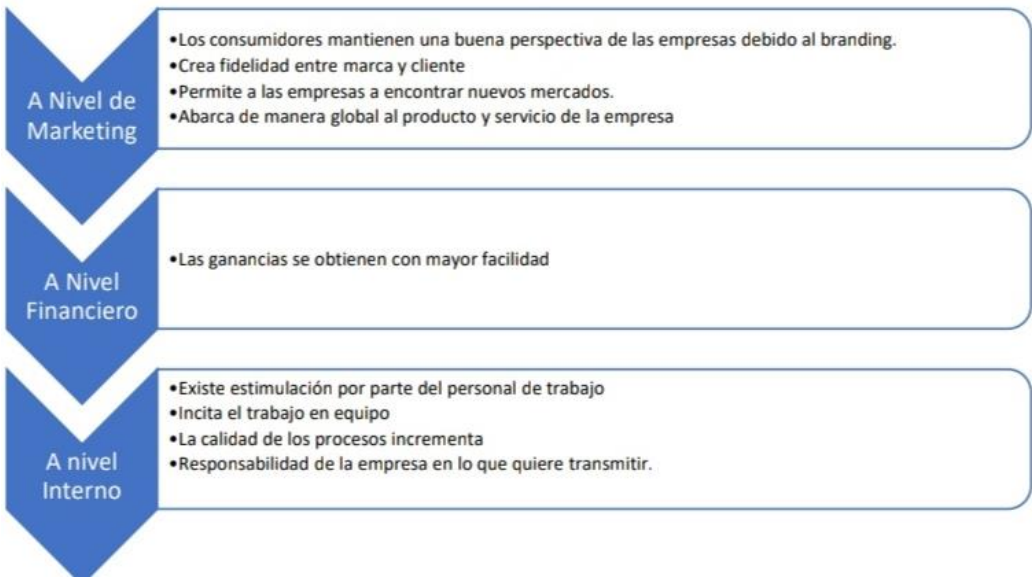 A Nivel de
Marketing
•Los consumidores mantienen una buena perspectiva de las empresas debido al branding.
•Crea fidelidad entre marca y cliente
•Permite a las empresas a encontrar nuevos mercados.
•Abarca de manera global al producto y servicio de la empresa
A Nivel
Financiero
•Las ganancias se obtienen con mayor facilidad
A nivel
Interno
•Existe estimulación por parte del personal de trabajo
•Incita el trabajo en equipo
•La calidad de los procesos incrementa
•Responsabilidad de la empresa en lo que quiere transmitir.